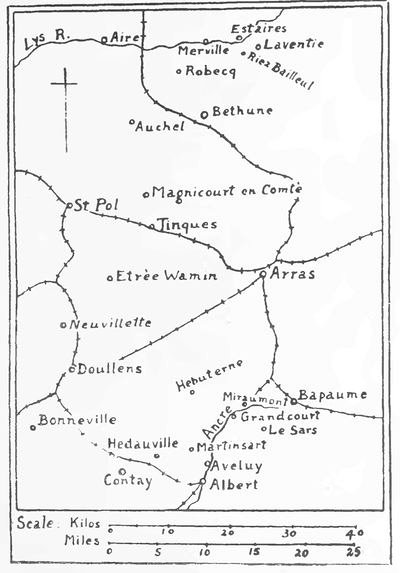 Estaires
Lys R.
Aire
Merville
Laventie
Riez Bailleul
Robecq
Bethune
Auchel
Magnicourt en Comtè
St Pol
Tinques
Etrèe Wamin
Arras
Neuvillette
Doullens
Hebuterne
Miraumont
Bapaume
Ancre
Grandcourt
Bonneville
Le Sars
Hedauville
Martinsart
Aveluy
Contay
Albert
Scale: Kilos
0 10 20 30 40
Miles
0 5 10 15 20 25